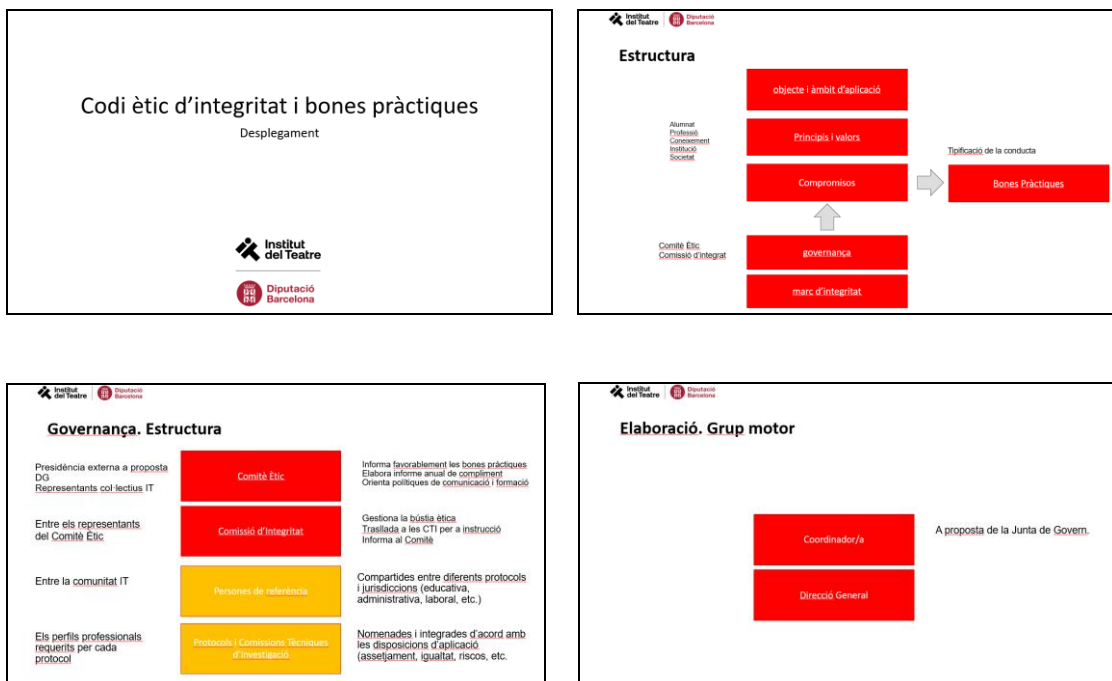 Codi ètic d'integritat i bones pràctiques
Desplegament
Institut
del Teatre
Diputació
Barcelona
Institut
del Teatre
Diputació
Barcelona
Estructura
objecte i àmbit d'aplicació
Alumnat
Professió
Coneixement
Institució
Societat
Principis i valors
Tipificació de la conducta
Compromisos
Bones Pràctiques
Comitè Ètic
Comissió d'integrat
governança
marc d'integritat
Institut
del Teatre
Diputació
Barcelona
Governança. Estructura
Presidència externa a proposta
DG
Representants col·lectius IT
Comitè Ètic
Informa favorablement les bones pràctiques
Elabora informe anual de compliment
Orienta polítiques de comunicació i formació
Entre els representants
del Comitè Ètic
Comissió d'Integritat
Gestiona la bústia ètica
Trasllada a les CTI per a instrucció
Informa al Comitè
Entre la comunitat IT
Persones de referència
Compartides entre diferents protocols
i jurisdiccions (educativa,
administrativa, laboral, etc.)
Els perfils professionals
requerits per cada
protocol
Protocols i Comissions Tècniques
d'investigació
Nomenades i integrades d'acord amb
les disposicions d'aplicació
(assetjament, igualtat, riscos, etc.
Institut
del Teatre
Diputació
Barcelona
Elaboració. Grup motor
Coordinador/a
A proposta de la Junta de Govern.
Direcció General